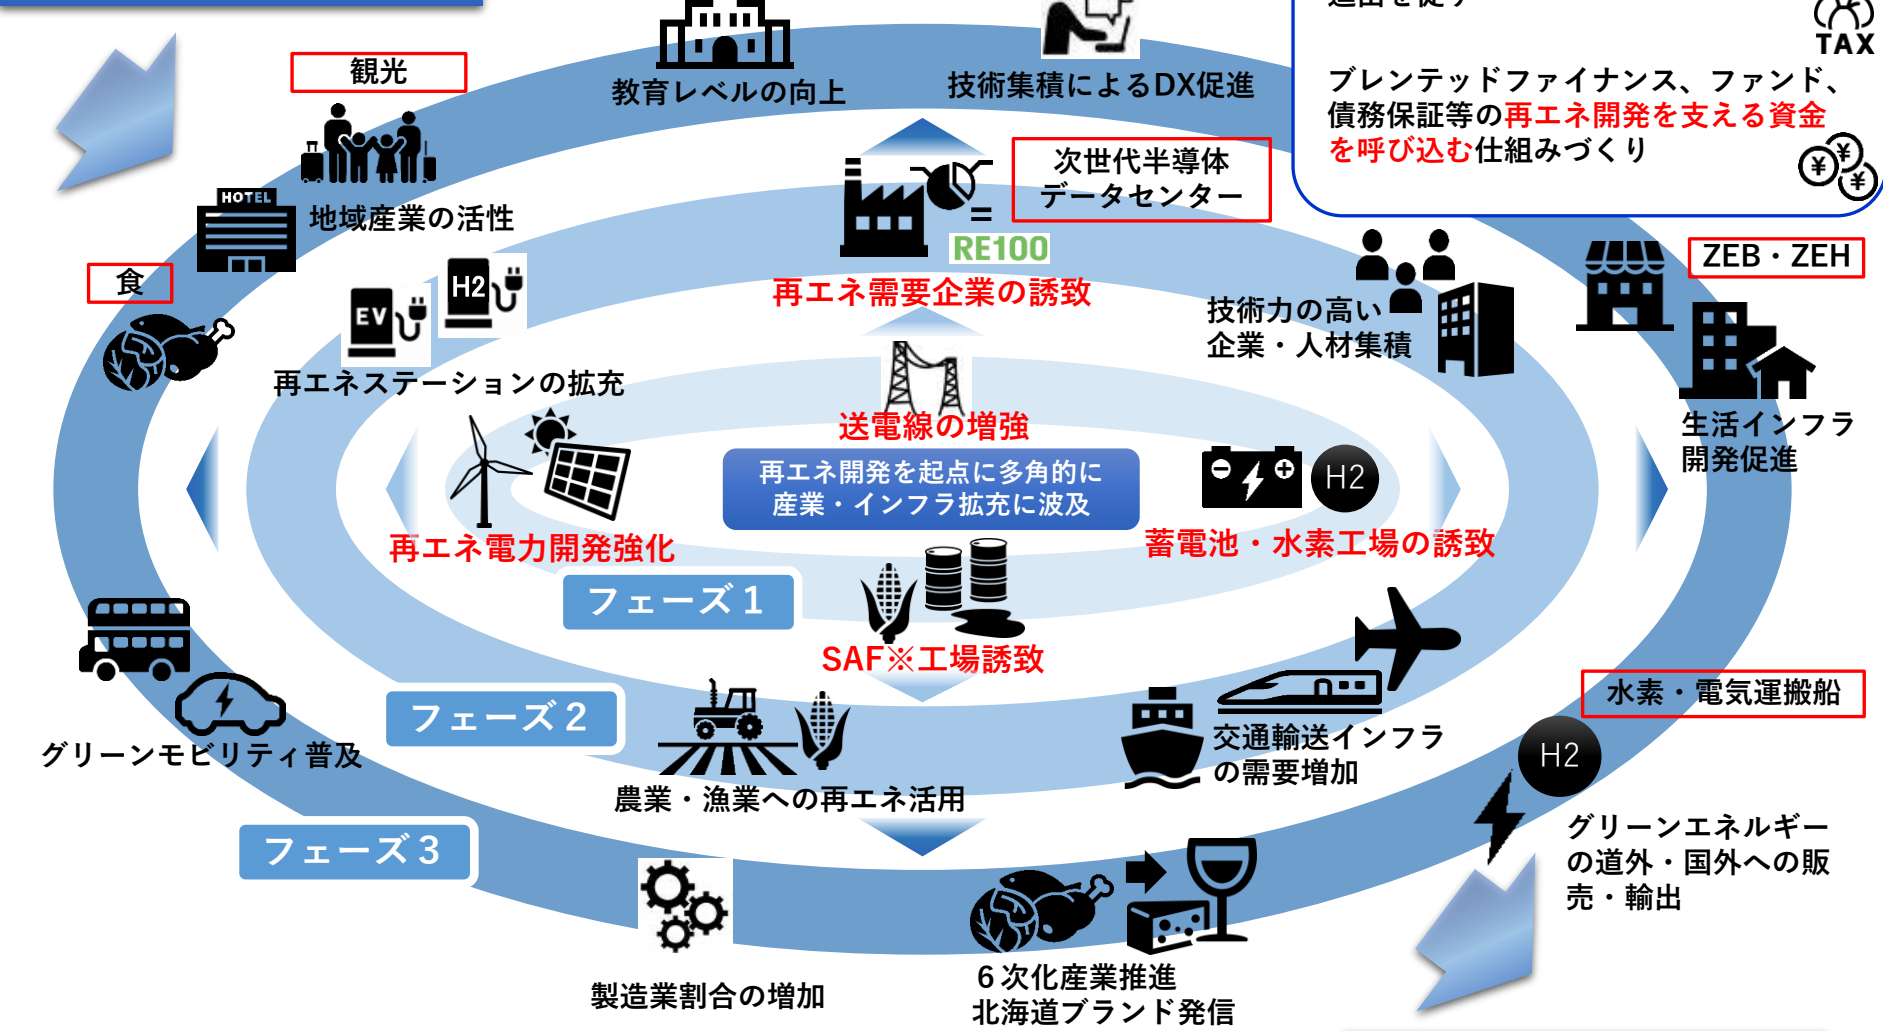 TAX
ブレンテッドファイナンス、ファンド、
債務保証等の再エネ開発を支える資金
を呼び込む仕組みづくり
¥
¥
¥
教育レベルの向上
技術集積によるDX促進
観光
HOTEL
地域産業の活性
食
次世代半導体
データセンター
=
RE100
再エネ需要企業の誘致
EV
H2
再エネステーションの拡充
技術力の高い
企業・人材集積
ZEB・ZEH
生活インフラ
開発促進
送電線の増強
再エネ開発を起点に多角的に
産業・インフラ拡充に波及
再エネ電力開発強化
H2
蓄電池・水素工場の誘致
フェーズ１
SAF※工場誘致
フェーズ２
農業・漁業への再エネ活用
交通輸送インフラ
の需要増加
グリーンモビリティ普及
水素・電気運搬船
H2
グリーンエネルギー
の道外・国外への販
売・輸出
フェーズ３
製造業割合の増加
６次化産業推進
北海道ブランド発信